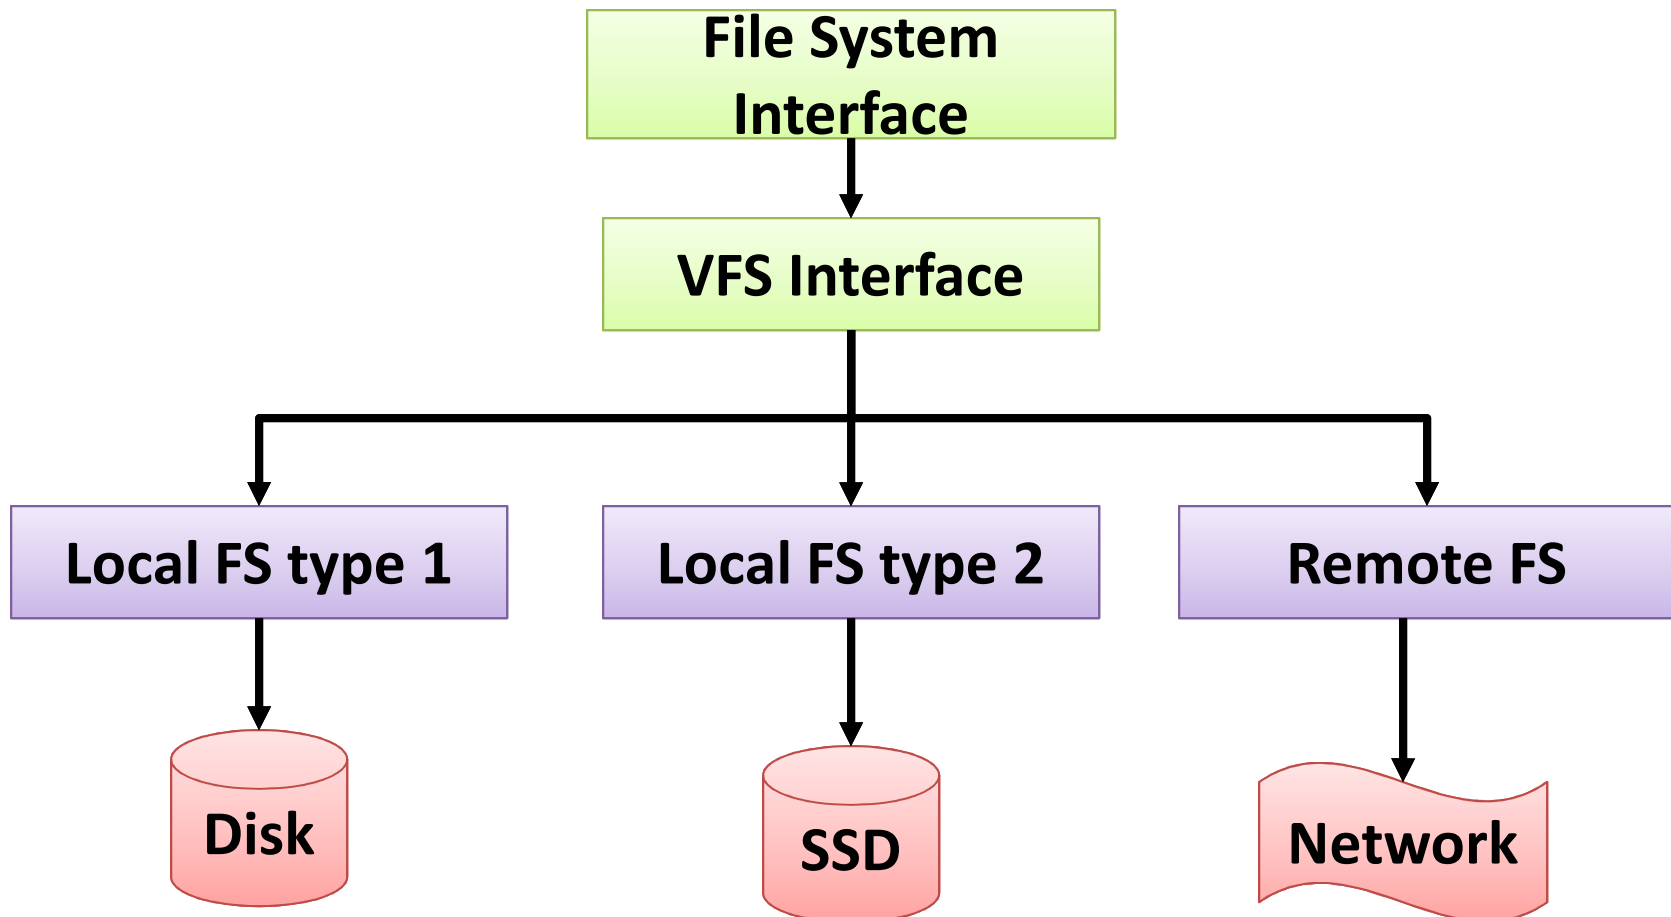 File System
Interface
VFS Interface
Local FS type 1
Local FS type 2
Remote FS
Disk
SSD
Network